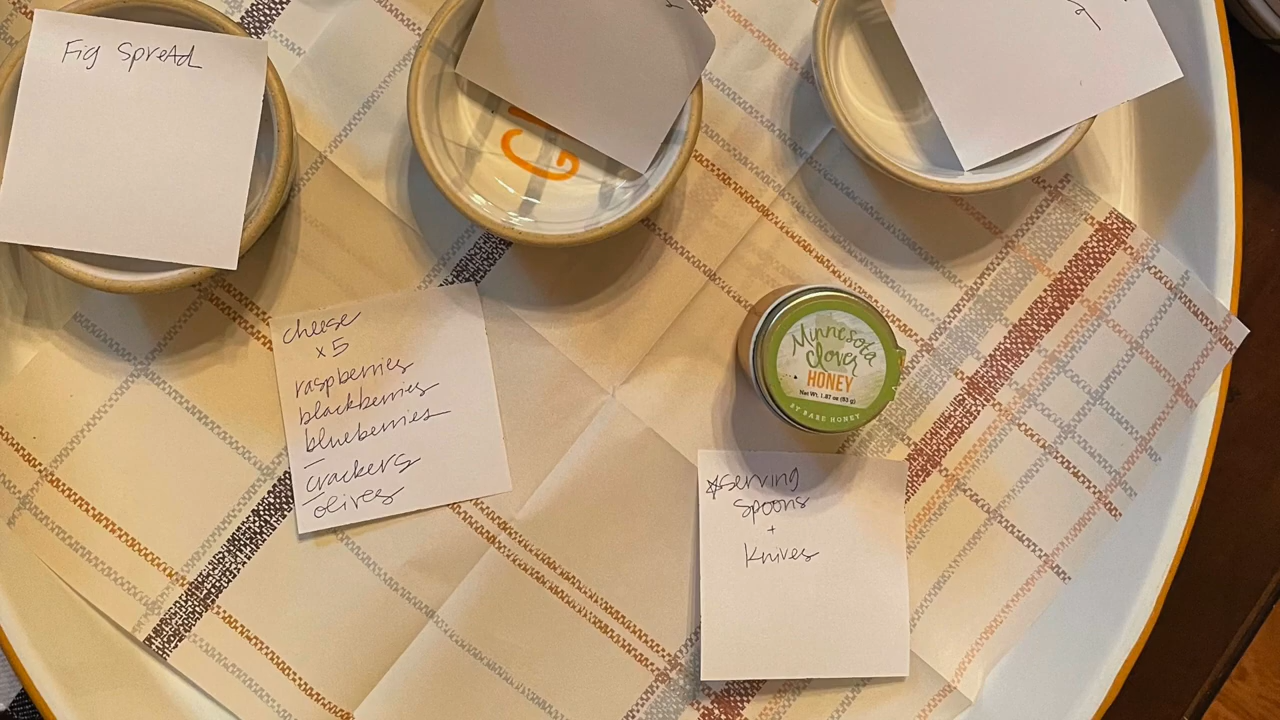 Fig Spread
cheese
x5
raspberries
blackberries
blueberries
- crackers
- olives
Minnesota
Clover
HONEY
Net Wt. 1.87 oz (53 g)
BY BARE HONEY
☆serving
spoons
+
Knives